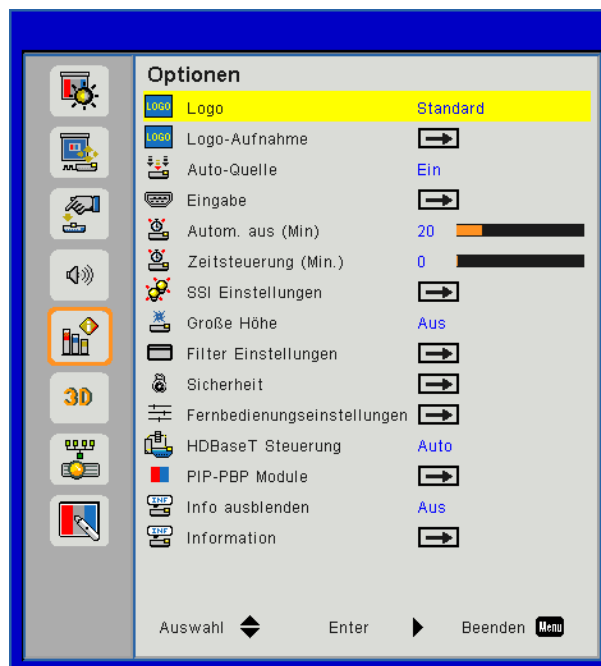 Optionen
LOGO Logo Standard
LOGO Logo-Aufnahme
Auto-Quelle Ein
Eingabe
Autom. aus (Min) 20
Zeitsteuerung (Min.) 0
SSI Einstellungen
Große Höhe Aus
Filter Einstellungen
Sicherheit
3D
Fernbedienungseinstellungen
HDBaseT Steuerung Auto
PIP-PBP Module
INF Info ausblenden Aus
INF Information
Auswahl Enter Beenden Menu